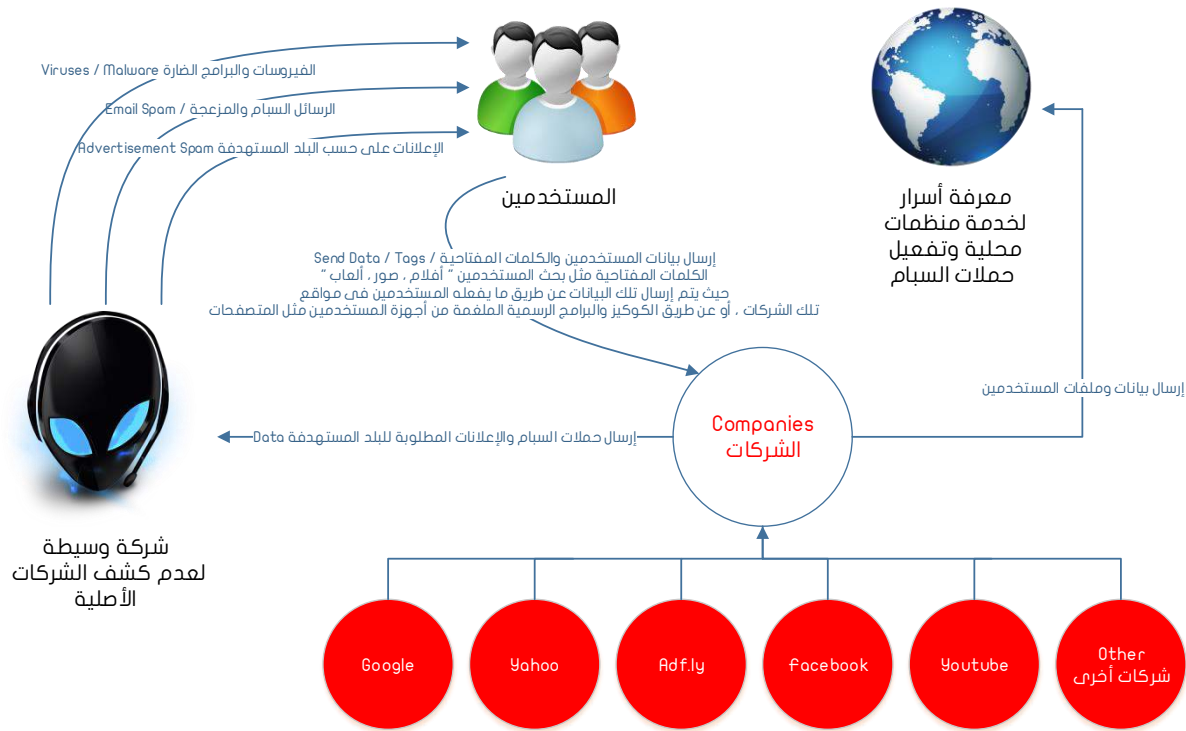 Viruses / Malware الفيروسات والبرامج الضارة
Email Spam / الرسائل السبام والمزعجة
Advertisement Spam الإعلانات على حسب البلد المستهدفة
المستخدمين
معرفة أسرار
لخدمة منظمات
محلية وتفعيل
حملات السبام
Send Data / Tags / إرسال بيانات المستخدمين والكلمات المفتاحية
الكلمات المفتاحية مثل بحث المستخدمين " أفلام ، صور ، ألعاب "
حيث يتم إرسال تلك البيانات عن طريق ما يفعله المستخدمين فى مواقع
تلك الشركات ، أو عن طريق الكوكيز والبرامج الرسمية الملغمة من أجهزة المستخدمين مثل المتصفحات
إرسال بيانات وملفات المستخدمين
Companies
الشركات
إرسال حملات السبام والإعلانات المطلوبة للبلد المستهدفة Data
شركة وسيطة
لعدم كشف الشركات
الأصلية
Google
Yahoo
Adf.ly
Facebook
Youtube
Other
شركات أخرى